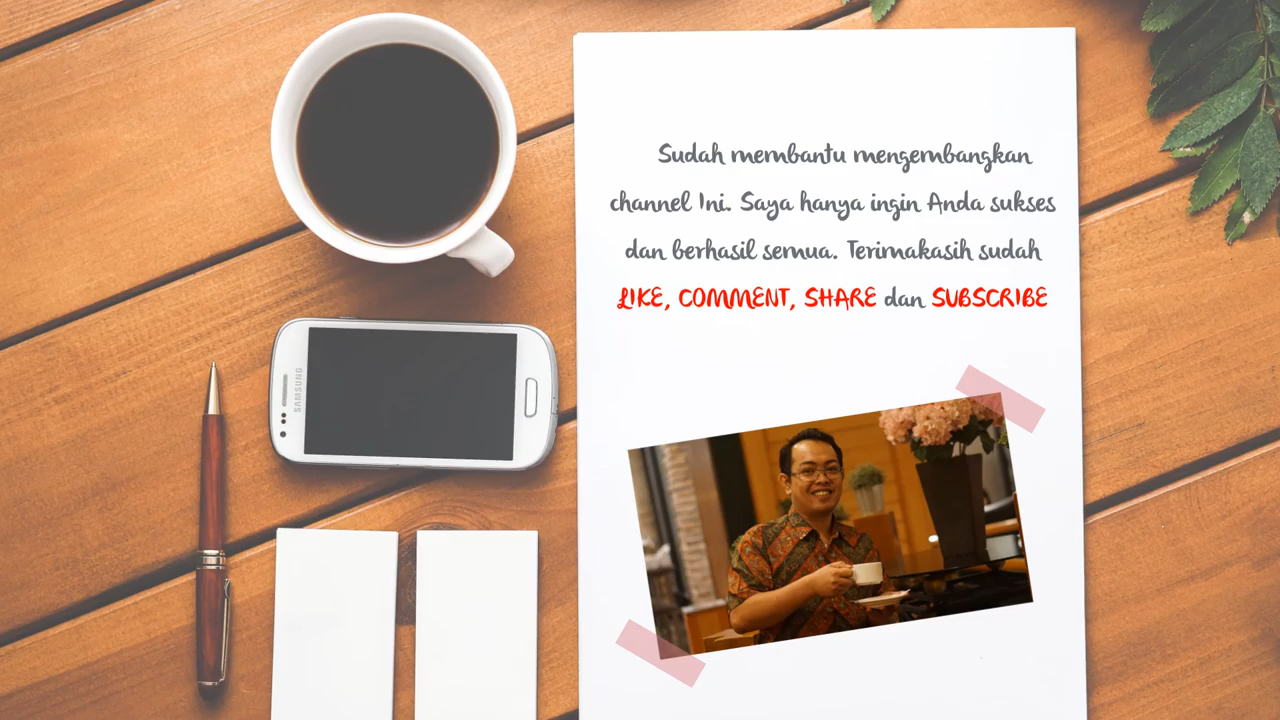 Sudah membantu mengembangkan
channel Ini. Saya hanya ingin Anda sukses
dan berhasil semua. Terimakasih sudah
LIKE, COMMENT, SHARE dan SUBSCRIBE
SAMSUNG